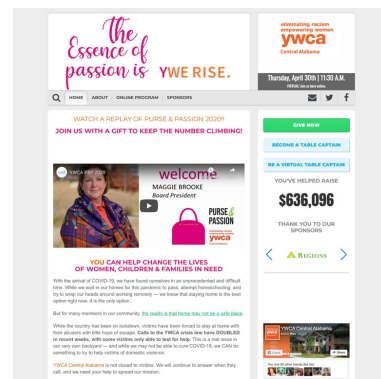 The
Essence of
passion is YWE RISE.
eliminating racism
empowering women
ywca
Central Alabama
Thursday, April 30th | 11:30 A.M.
VIRTUAL Join us here online.
HOME ABOUT ONLINE PROGRAM SPONSORS
WATCH A REPLAY OF PURSE & PASSION 2020!!
JOIN US WITH A GIFT TO KEEP THE NUMBER CLIMBING!
YWCA P&P 2020
welcome
MAGGIE BROOKE
Board President
PURSE &
PASSION
ywca
YOU CAN HELP CHANGE THE LIVES
OF WOMEN, CHILDREN & FAMILIES IN NEED
With the arrival of COVID-19, we have found ourselves in an unprecedented and difficult
time. While we wait in our homes for this pandemic to pass, attempt homeschooling, and
try to wrap our heads around working remotely — we know that staying home is the best
option right now. It is the only option.
But for many members in our community, the reality is that home may not be a safe place.
While the country has been on lockdown, victims have been forced to stay at home with
their abusers with little hope of escape. Calls to the YWCA crisis line have DOUBLED
in recent weeks, with some victims only able to text for help. This is a real issue in
our very own backyard — and while we may not be able to cure COVID-19, we CAN do
something to try to help victims of domestic violence.
YWCA Central Alabama is not closed to victims. We will continue to answer when they
call, and we need your help to spread our mission.
GIVE NOW
BECOME A TABLE CAPTAIN
BE A VIRTUAL TABLE CAPTAIN
YOU'VE HELPED RAISE
$636,096
THANK YOU TO OUR
SPONSORS
REGIONS
YWCA Central Alabama
Liked
Share